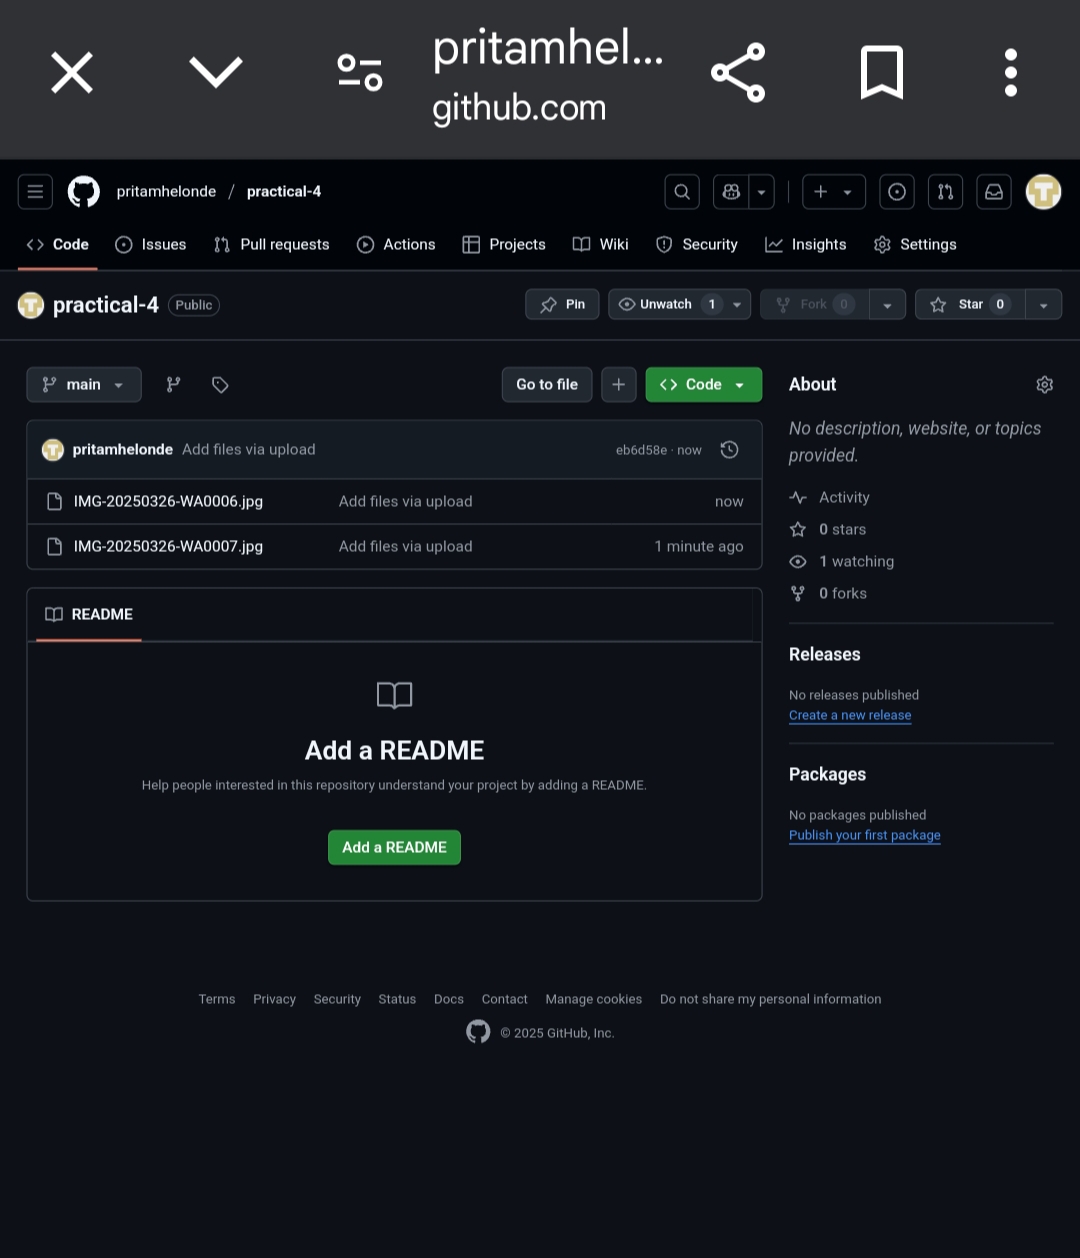 pritamhel...
github.com
pritamhelonde / practical-4
Code Issues Pull requests Actions Projects Wiki Security Insights Settings
practical-4 Public Pin Unwatch 1 Fork 0 Star 0
main Go to file Code About
No description, website, or topics provided.
pritamhelonde Add files via upload eb6d58e · now
IMG-20250326-WA0006.jpg Add files via upload now
IMG-20250326-WA0007.jpg Add files via upload 1 minute ago
Activity
0 stars
1 watching
0 forks
README
Add a README
Help people interested in this repository understand your project by adding a README.
Add a README
Releases
No releases published
Create a new release
Packages
No packages published
Publish your first package
Terms Privacy Security Status Docs Contact Manage cookies Do not share my personal information
© 2025 GitHub, Inc.